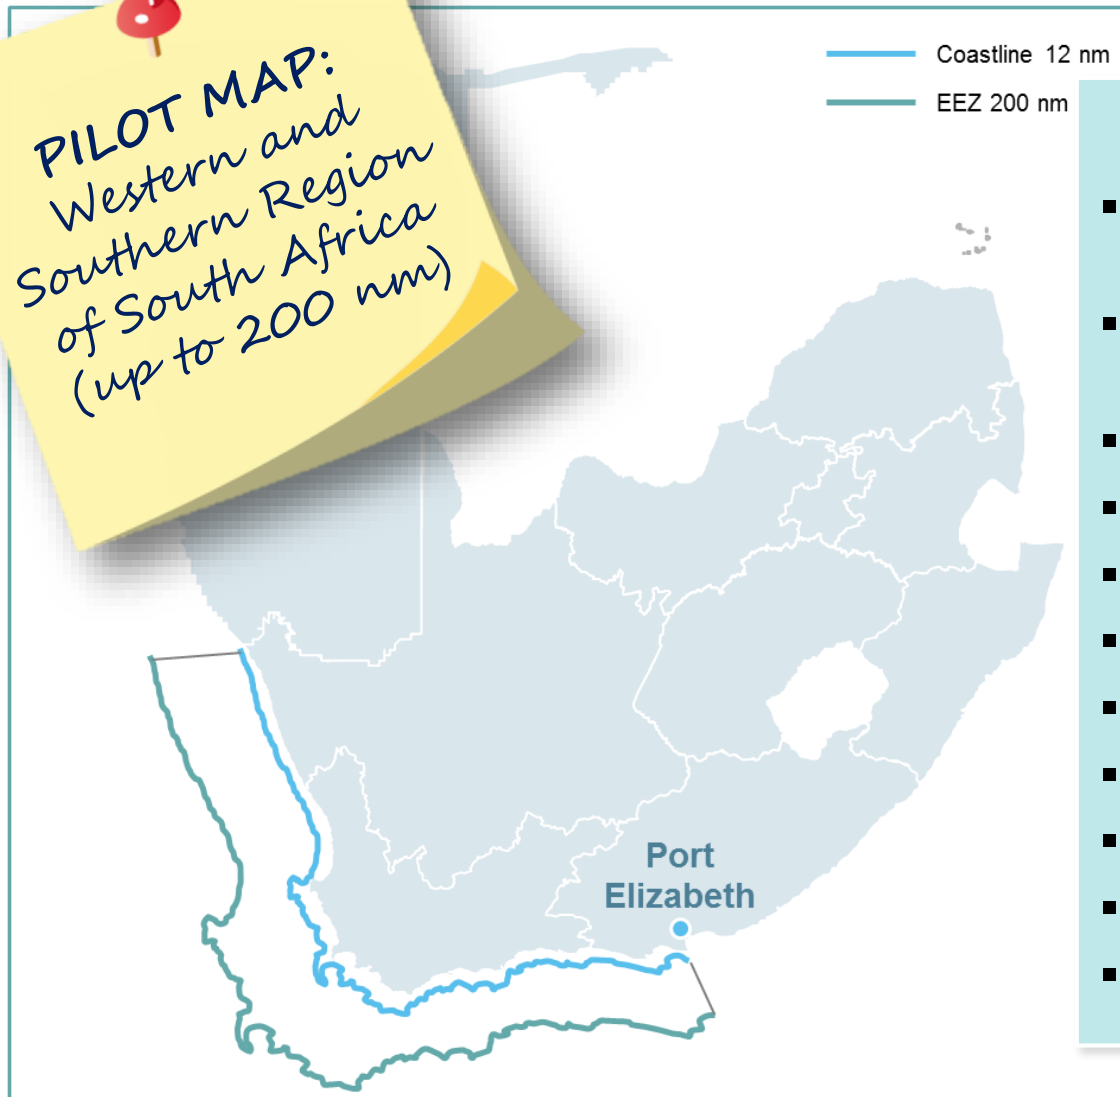 PILOT MAP:
Western and
Southern Region
of South Africa
(up to 200 nm)
Coastline 12 nm
EEZ 200 nm
Port
Elizabeth